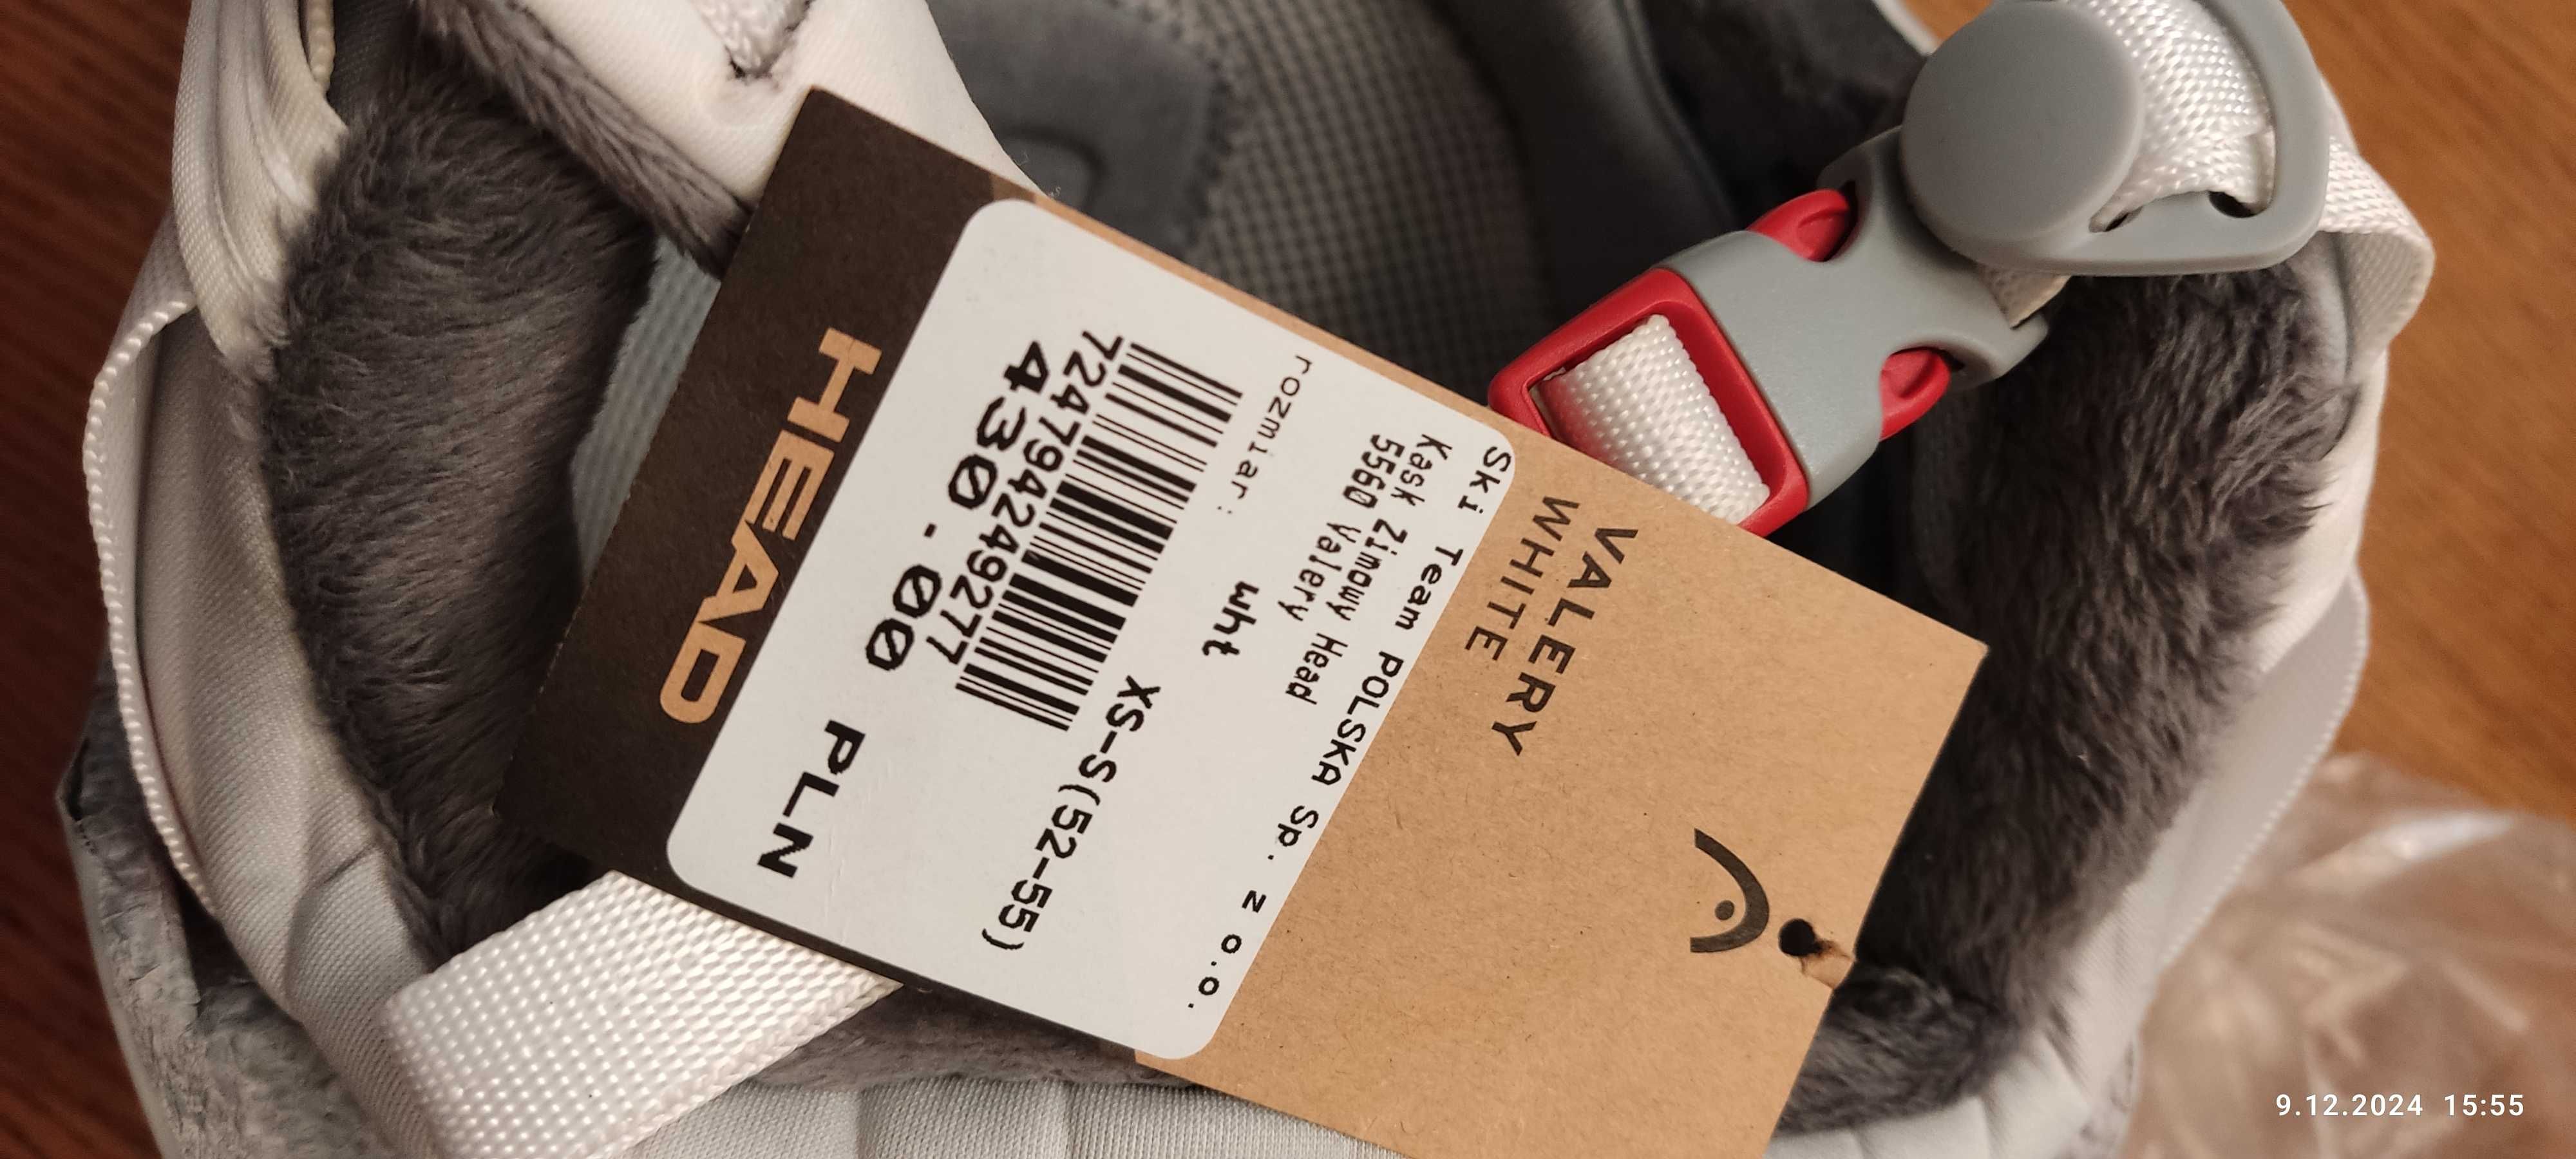 VALERY
WHITE
Ski Team POLSKA Sp. z o.o.
Kask Zimowy Head
5560 Valery
wht
rozmiar: XS-S(52-55)
724794249277
430.00 PLN
HEAD
9.12.2024 15:55